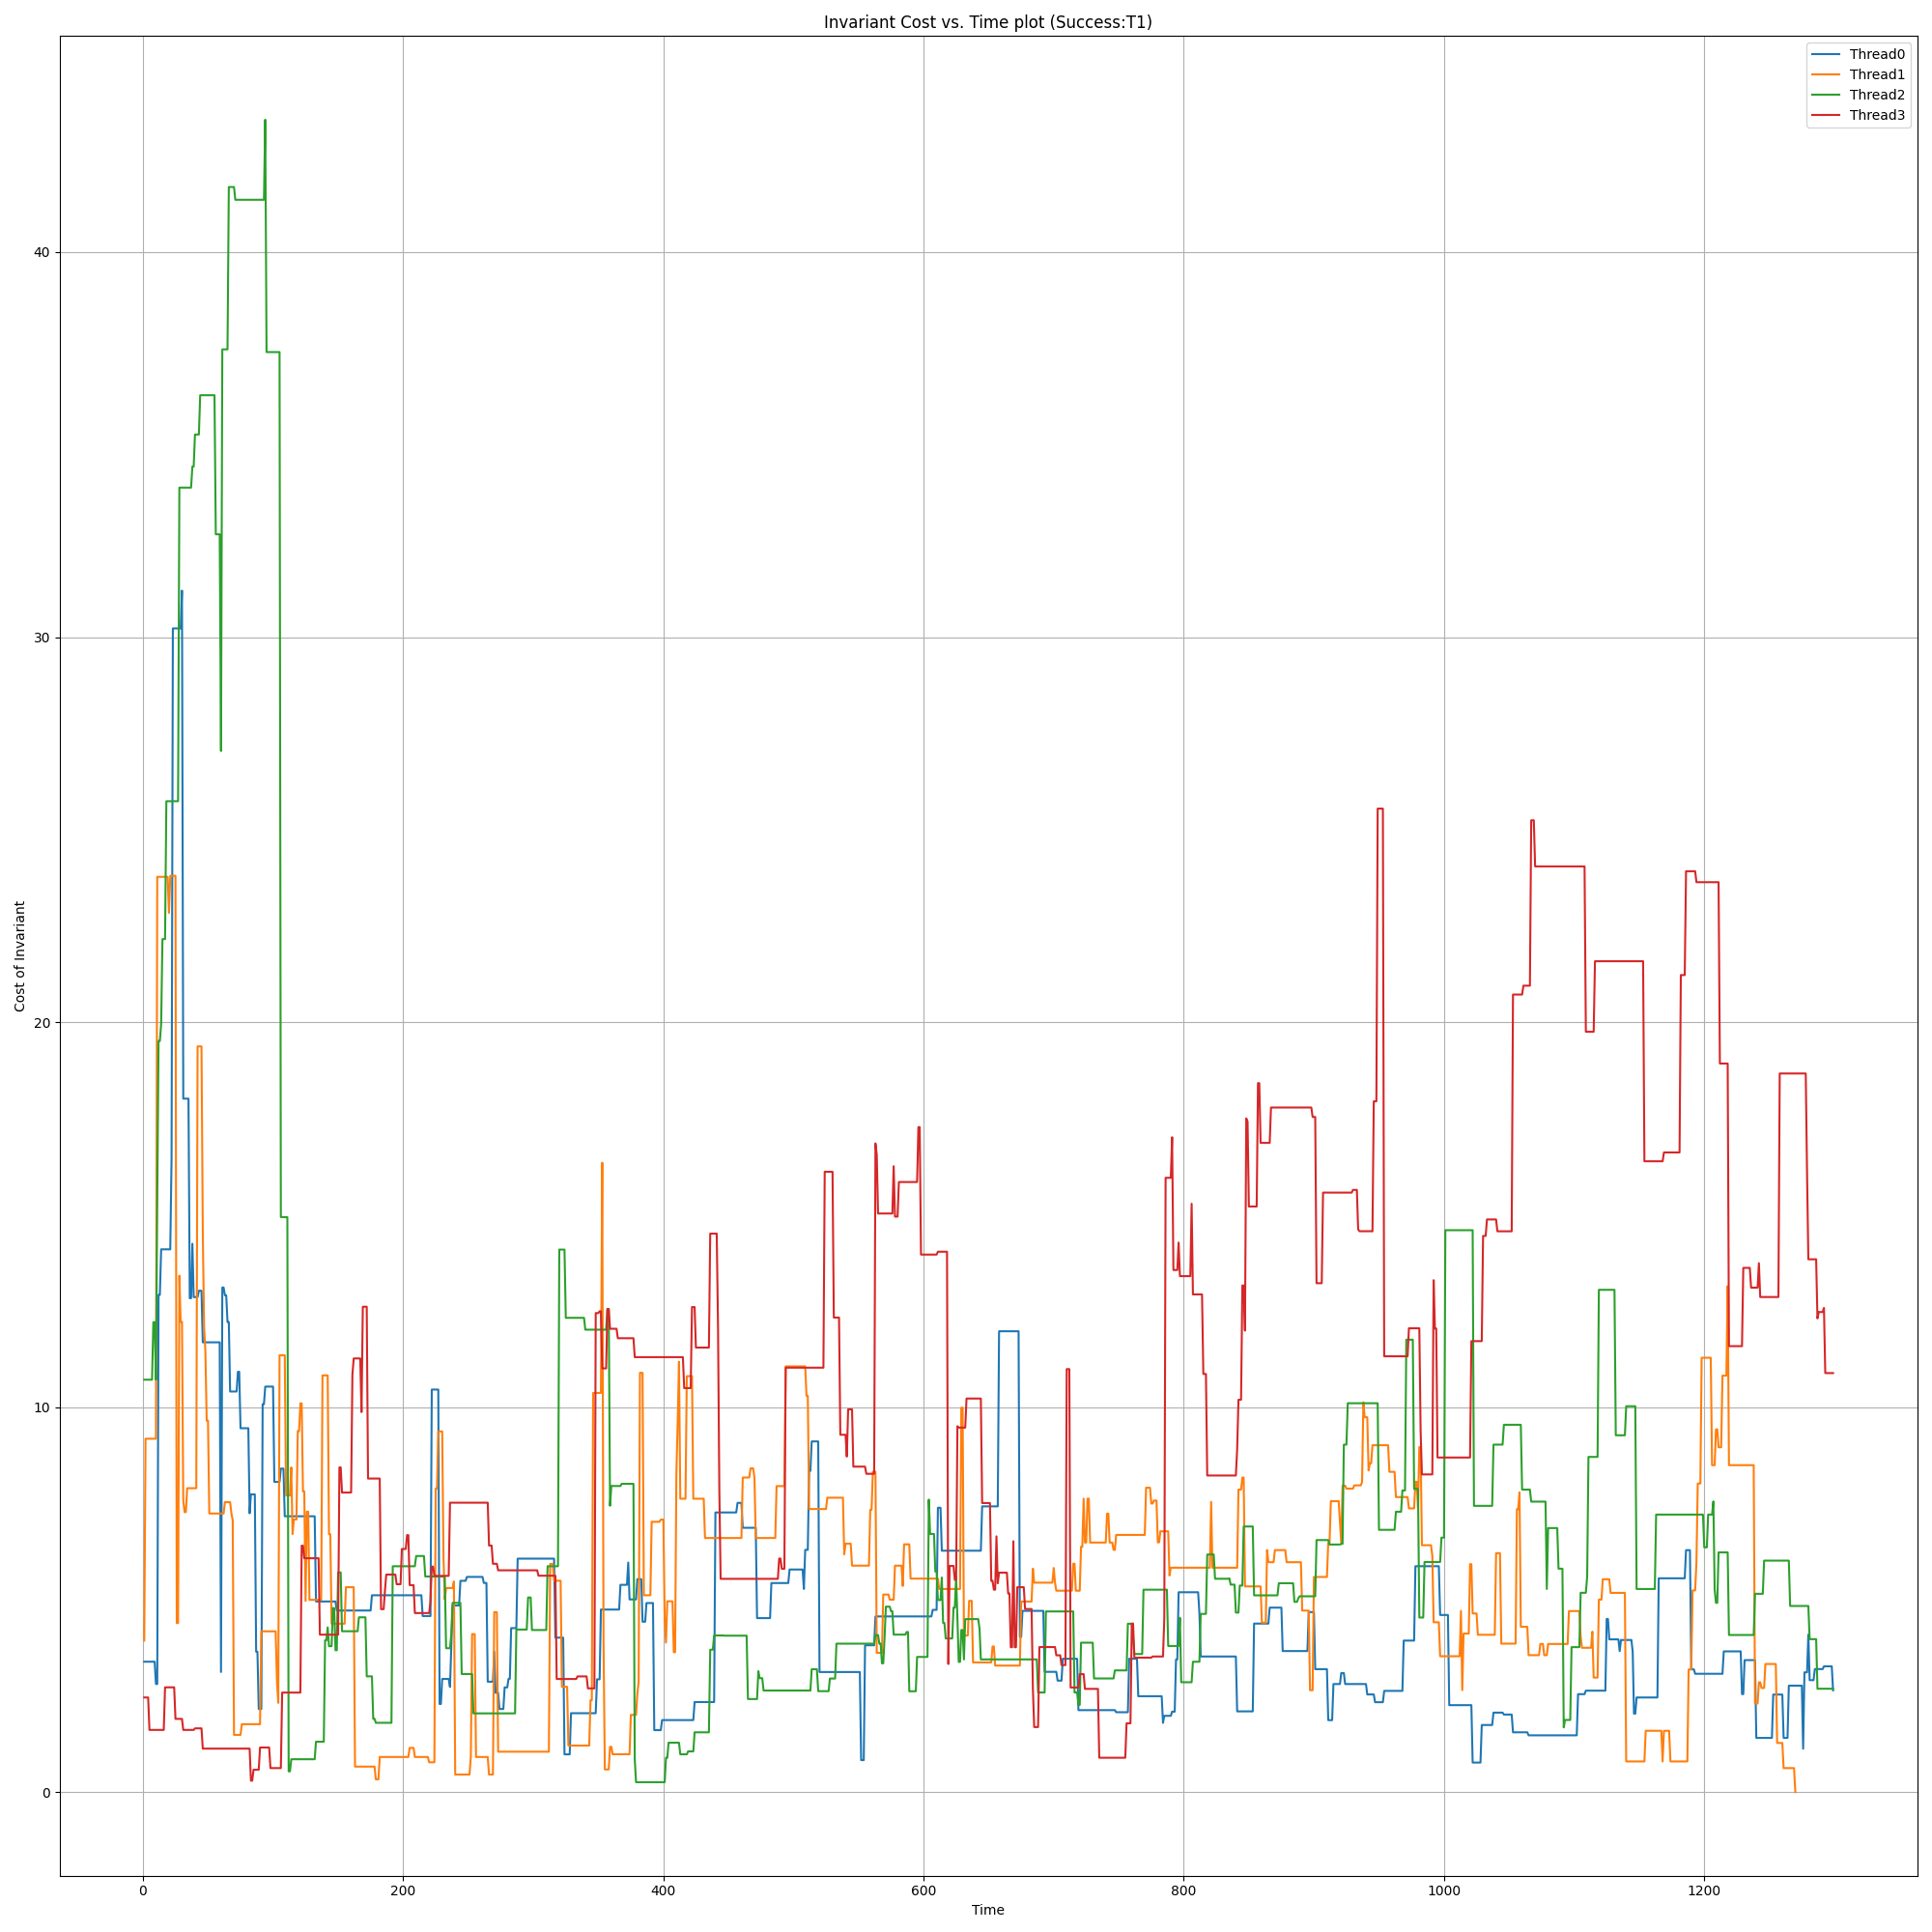 Invariant Cost vs. Time plot (Success:T1)
Thread0
Thread1
Thread2
Thread3
Cost of Invariant
40
30
20
10
0
0 200 400 600 800 1000 1200
Time